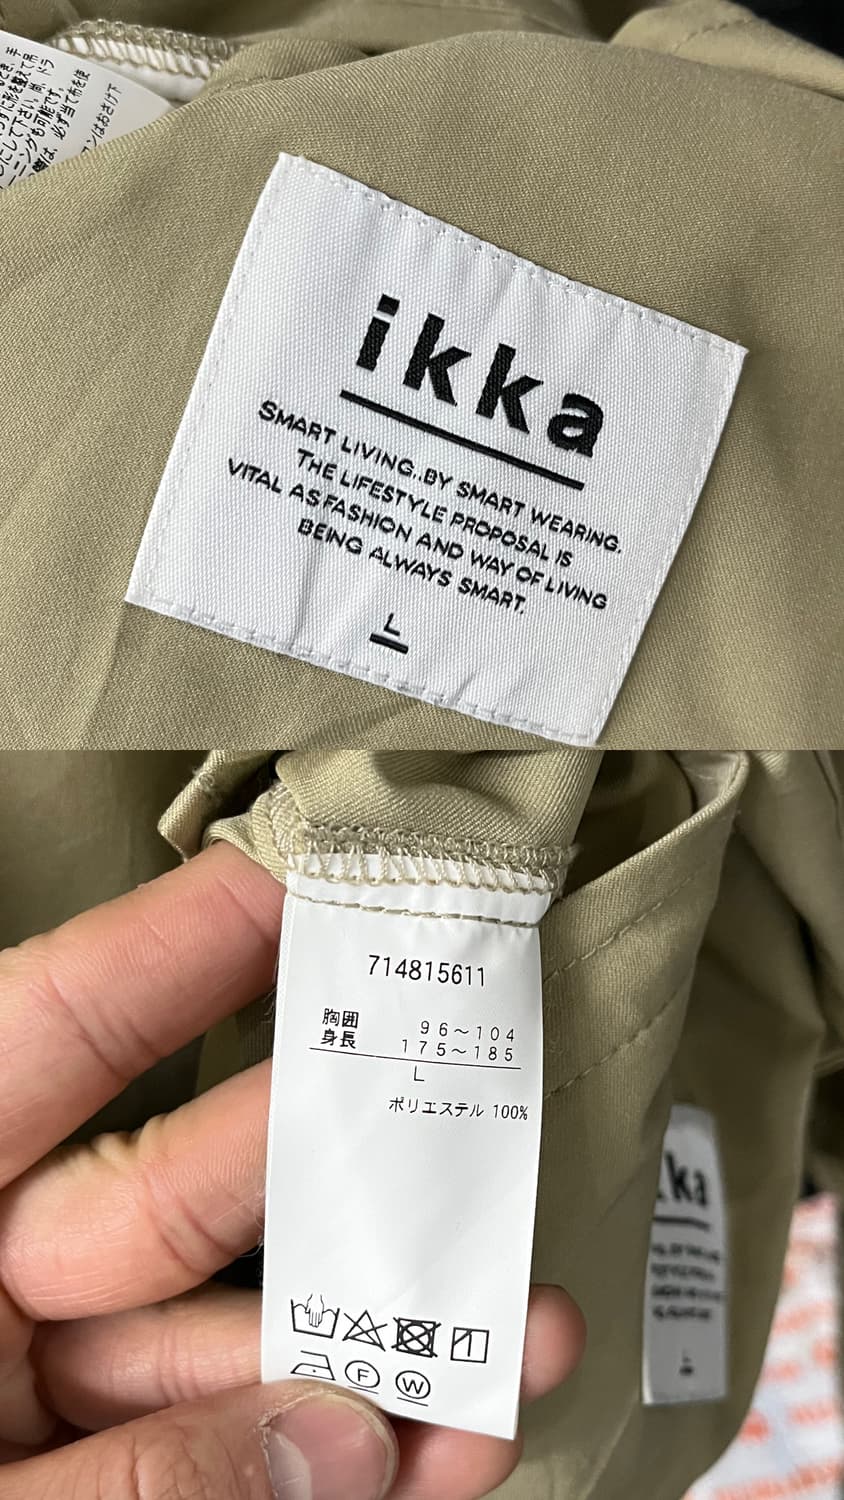 ikka
SMART LIVING..BY SMART WEARING.
THE LIFESTYLE PROPOSAL IS
VITAL AS FASHION AND WAY OF LIVING
BEING ALWAYS SMART.
L
714815611
胸囲 96～104
身長 175～185
L
ポリエステル 100%
F
W
ka